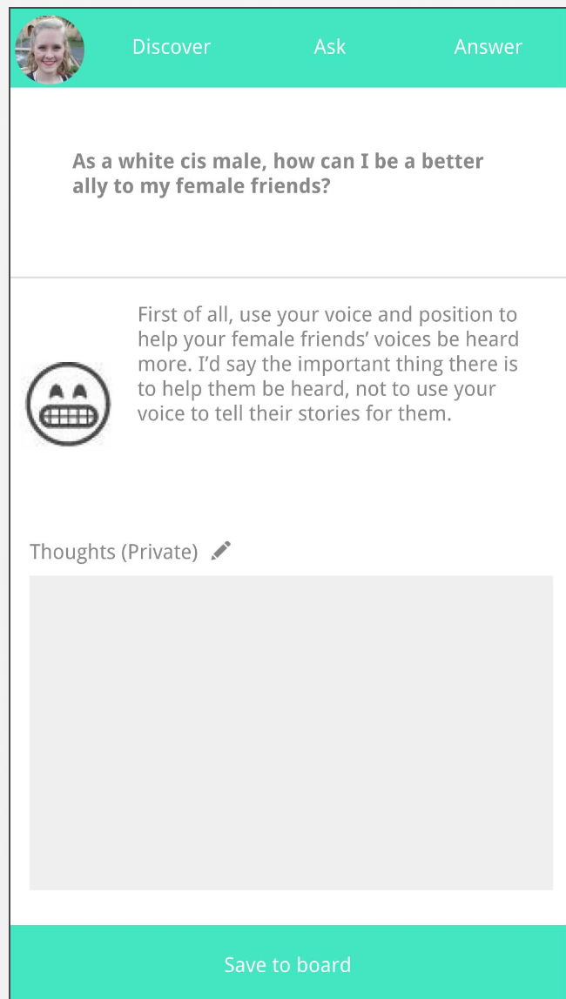 Discover Ask Answer
As a white cis male, how can I be a better
ally to my female friends?
First of all, use your voice and position to
help your female friends’ voices be heard
more. I’d say the important thing there is
to help them be heard, not to use your
voice to tell their stories for them.
Thoughts (Private)
Save to board